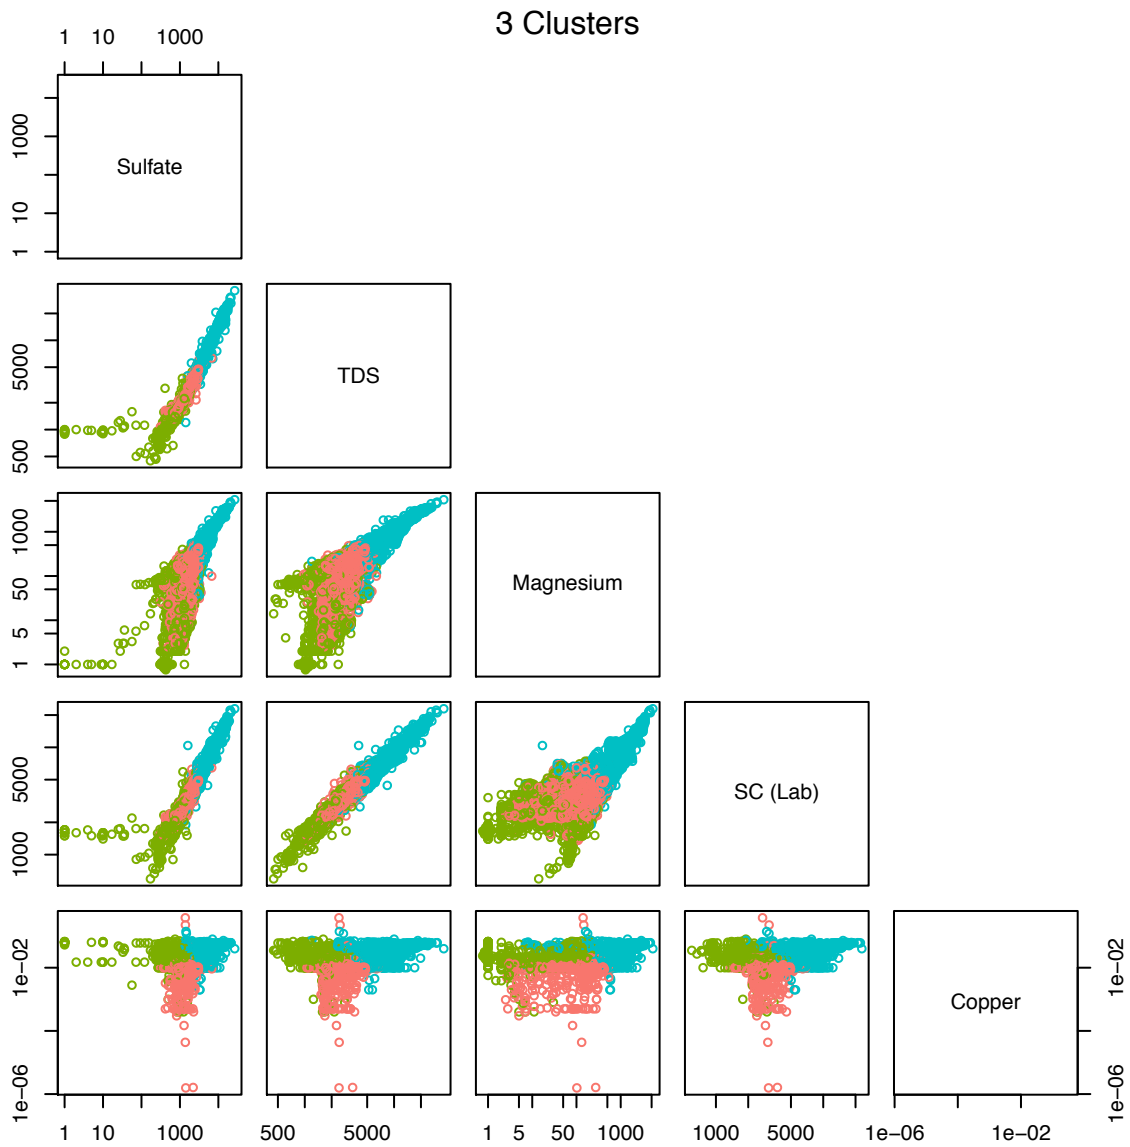 3 Clusters
1 10 1000
1000
10
1
Sulfate
5000
500
TDS
1000
50
5
1
Magnesium
5000
1000
SC (Lab)
1e−02
1e−06
Copper
1e−02
1e−06
1 10 1000
500 5000
1 5 50 1000
1000 5000
1e−06 1e−02